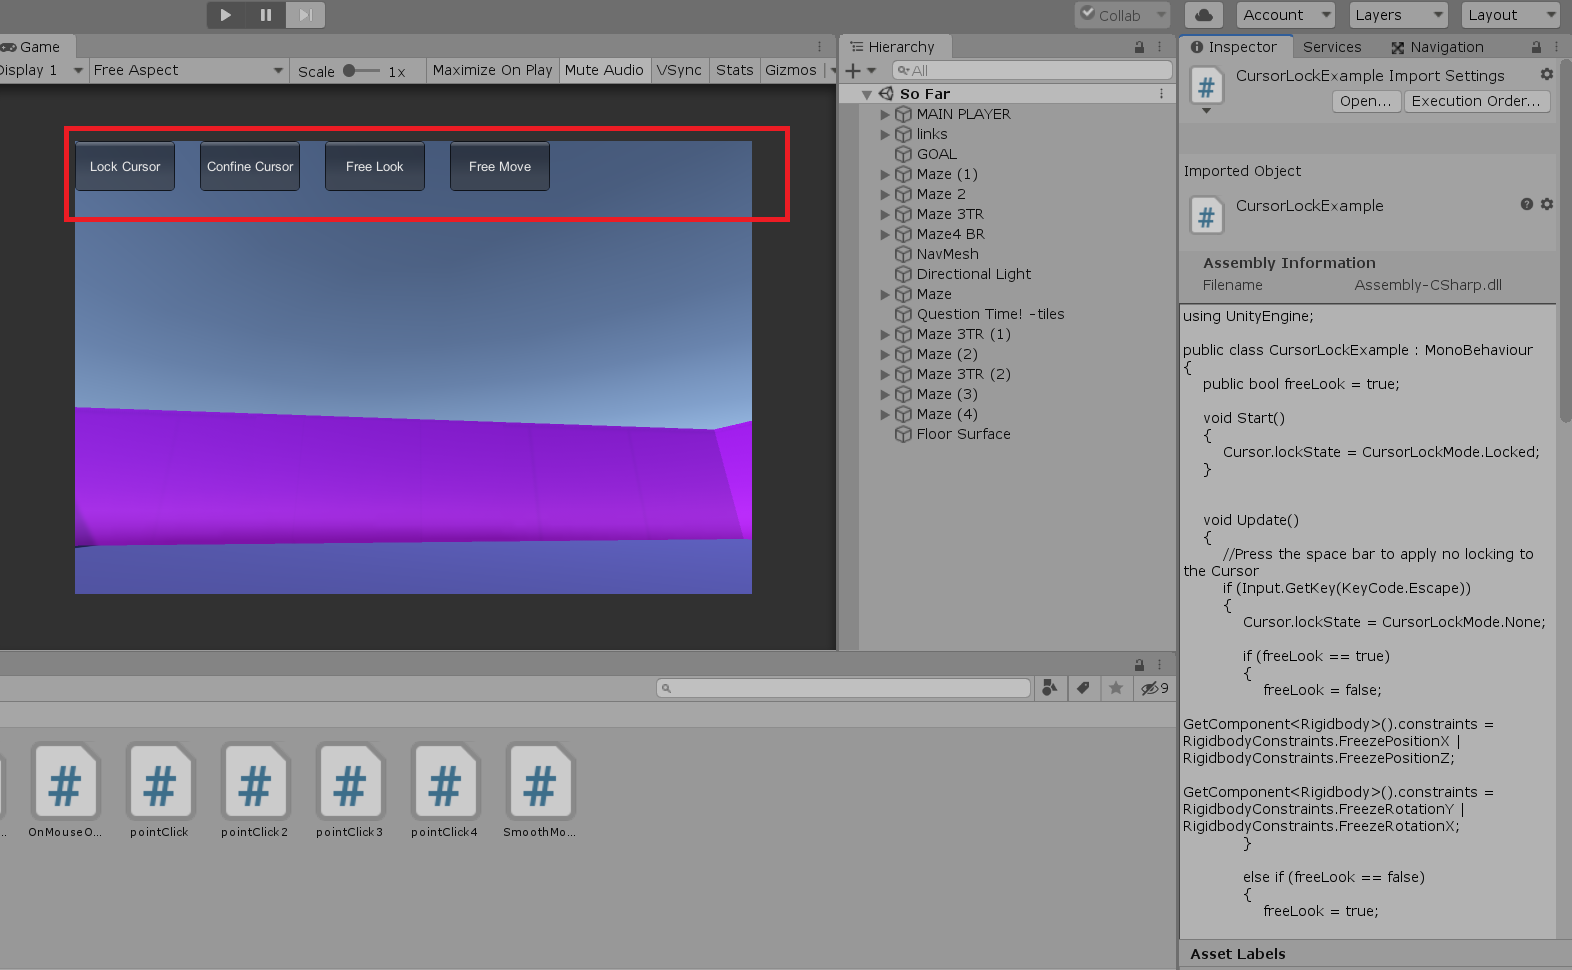 Collab
Account
Layers
Layout
Game
Display 1
Free Aspect
Scale
1x
Maximize On Play
Mute Audio
VSync
Stats
Gizmos
Lock Cursor
Confine Cursor
Free Look
Free Move
Hierarchy
All
So Far
MAIN PLAYER
links
GOAL
Maze (1)
Maze 2
Maze 3TR
Maze4 BR
NavMesh
Directional Light
Maze
Question Time! -tiles
Maze 3TR (1)
Maze (2)
Maze 3TR (2)
Maze (3)
Maze (4)
Floor Surface
9
OnMouseO...
pointClick
pointClick2
pointClick3
pointClick4
SmoothMo...
Inspector
Services
Navigation
CursorLockExample Import Settings
Open...
Execution Order...
Imported Object
CursorLockExample
Assembly Information
Filename Assembly-CSharp.dll
using UnityEngine;
public class CursorLockExample : MonoBehaviour
{
public bool freeLook = true;
void Start()
{
Cursor.lockState = CursorLockMode.Locked;
}
void Update()
{
//Press the space bar to apply no locking to
the Cursor
if (Input.GetKey(KeyCode.Escape))
{
Cursor.lockState = CursorLockMode.None;
if (freeLook == true)
{
freeLook = false;
GetComponent<Rigidbody>().constraints =
RigidbodyConstraints.FreezePositionX |
RigidbodyConstraints.FreezePositionZ;
GetComponent<Rigidbody>().constraints =
RigidbodyConstraints.FreezeRotationY |
RigidbodyConstraints.FreezeRotationX;
}
else if (freeLook == false)
{
freeLook = true;
Asset Labels